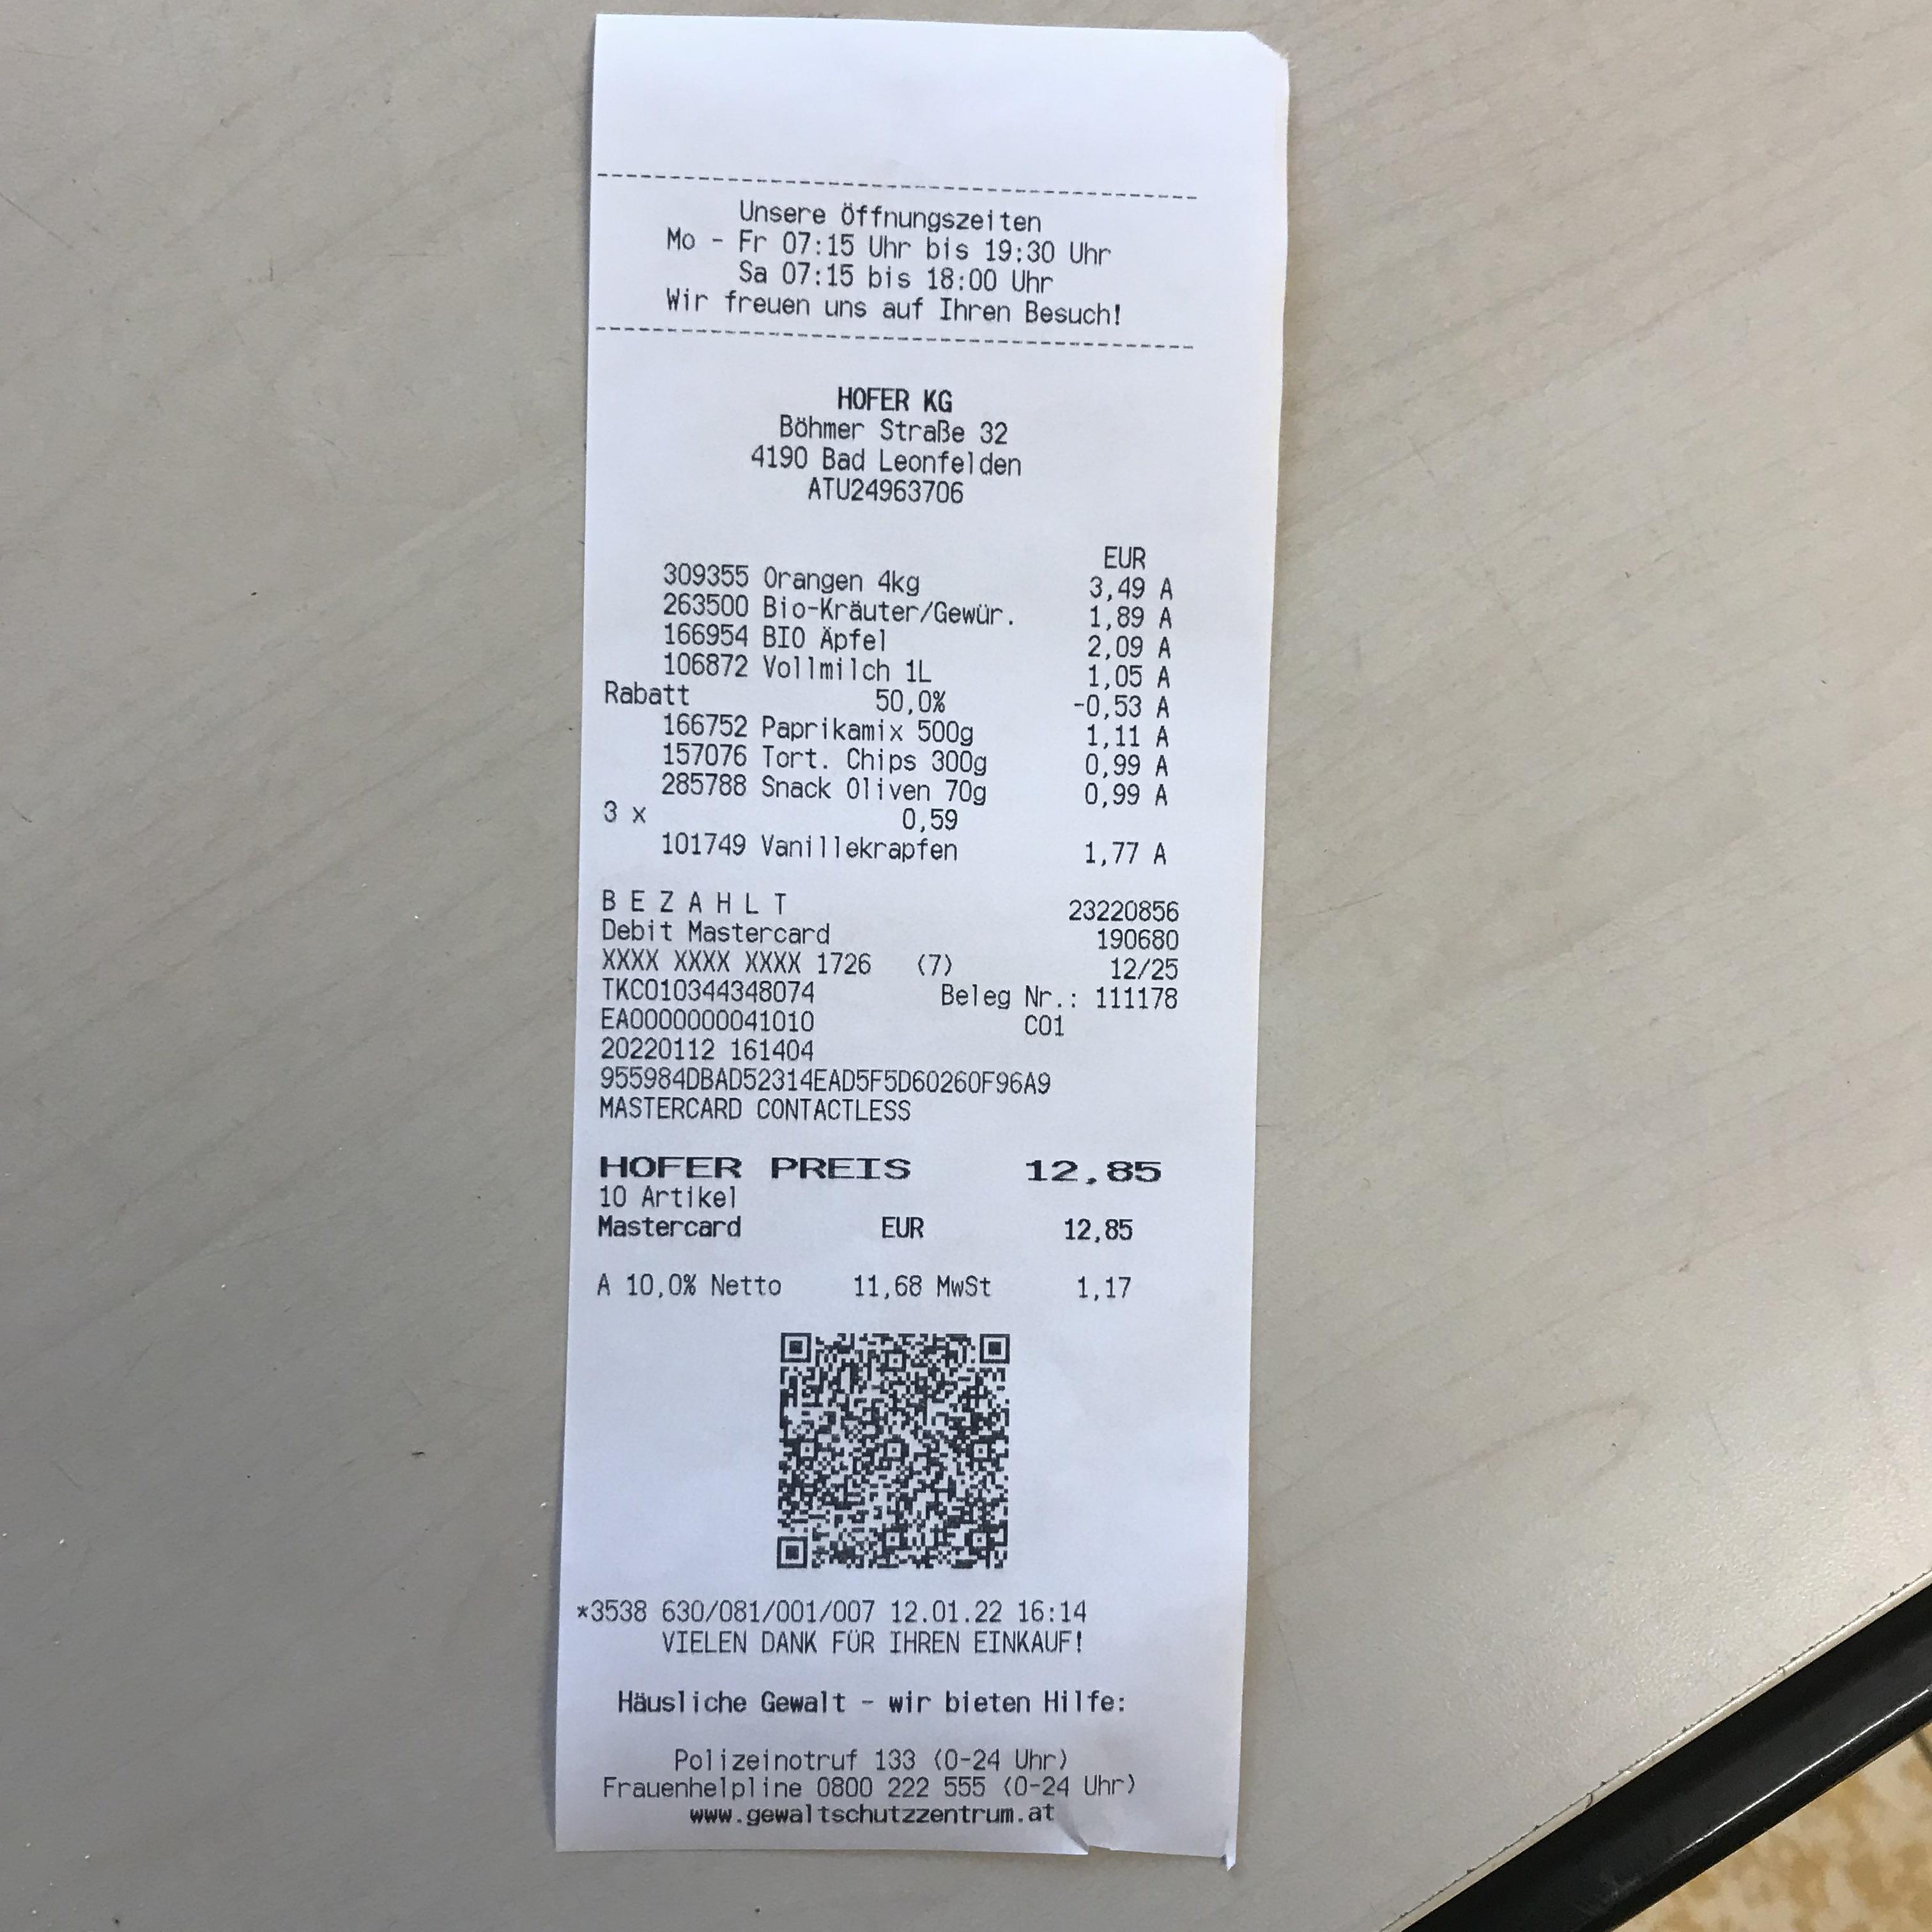 Unsere Öffnungszeiten
Mo - Fr 07:15 Uhr bis 19:30 Uhr
Sa 07:15 bis 18:00 Uhr
Wir freuen uns auf Ihren Besuch!
HOFER KG
Böhmer Straße 32
4190 Bad Leonfelden
ATU24963706
EUR
309355 Orangen 4kg 3,49 A
263500 Bio-Kräuter/Gewür. 1,89 A
166954 BIO Äpfel 2,09 A
106872 Vollmilch 1L 1,05 A
Rabatt 50,0% -0,53 A
166752 Paprikamix 500g 1,11 A
157076 Tort. Chips 300g 0,99 A
285788 Snack Oliven 70g 0,99 A
3 x 0,59
101749 Vanillekrapfen 1,77 A
B E Z A H L T 23220856
Debit Mastercard 190680
XXXX XXXX XXXX 1726 (7) 12/25
TKC010344348074 Beleg Nr.: 111178
EA0000000041010 C01
20220112 161404
955984DBAD52314EAD5F5D60260F96A9
MASTERCARD CONTACTLESS
HOFER PREIS 12,85
10 Artikel
Mastercard EUR 12,85
A 10,0% Netto 11,68 MwSt 1,17
*3538 630/081/001/007 12.01.22 16:14
VIELEN DANK FÜR IHREN EINKAUF!
Häusliche Gewalt - wir bieten Hilfe:
Polizeinotruf 133 (0-24 Uhr)
Frauenhelpline 0800 222 555 (0-24 Uhr)
www.gewaltschutzzentrum.at